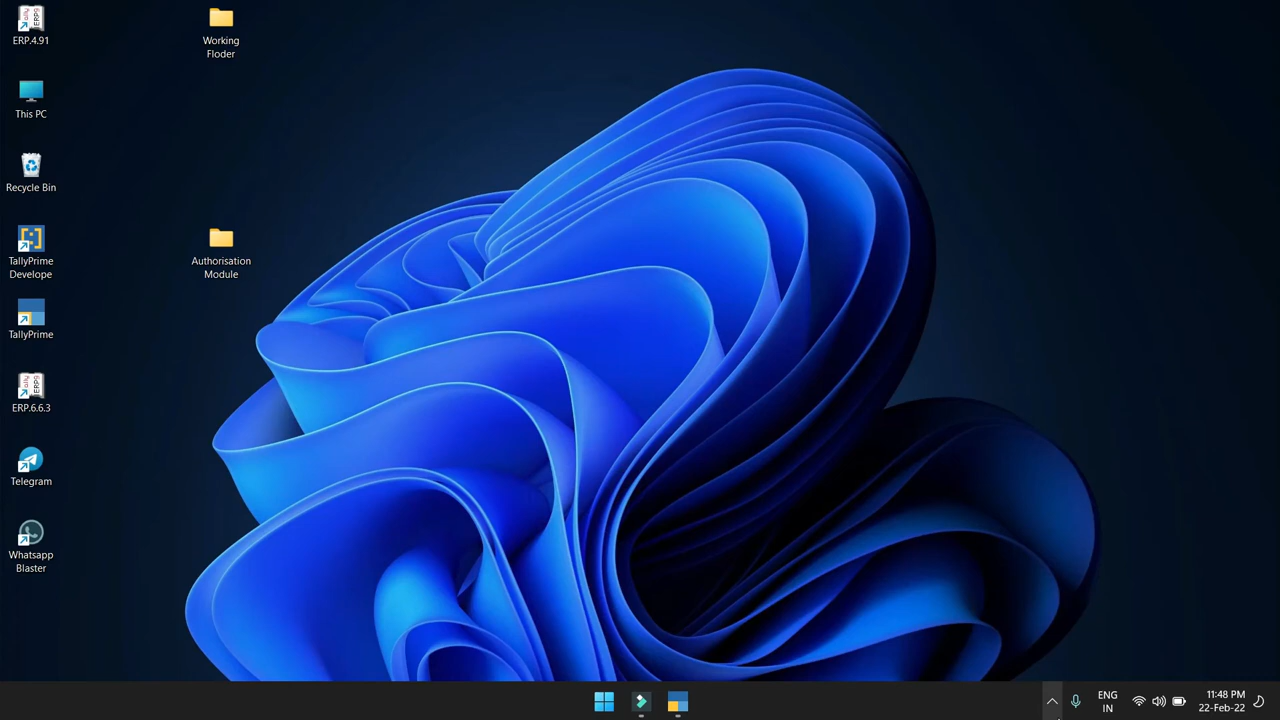 ERP.4.91
This PC
Recycle Bin
TallyPrime
Develope
TallyPrime
ERP.6.6.3
Telegram
Whatsapp
Blaster
Working
Floder
Authorisation
Module
ENG
IN
11:48 PM
22-Feb-22